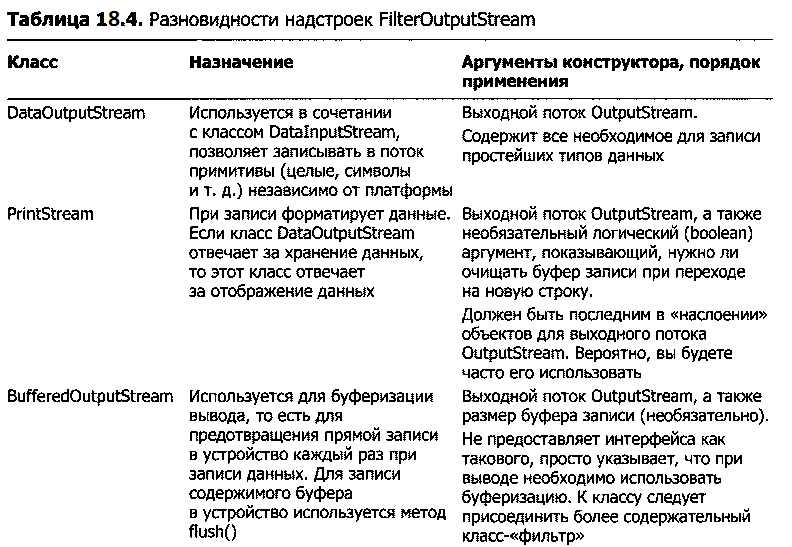 Таблица 18.4. Разновидности надстроек FilterOutputStream
Класс
Назначение
Аргументы конструктора, порядок
применения
DataOutputStream
Используется в сочетании
с классом DataInputStream,
позволяет записывать в поток
примитивы (целые, символы
и т. д.) независимо от платформы
Выходной поток OutputStream.
Содержит все необходимое для записи
простейших типов данных
PrintStream
При записи форматирует данные.
Если класс DataOutputStream
отвечает за хранение данных,
то этот класс отвечает
за отображение данных
Выходной поток OutputStream, а также
необязательный логический (boolean)
аргумент, показывающий, нужно ли
очищать буфер записи при переходе
на новую строку.
Должен быть последним в «наслоении»
объектов для выходного потока
OutputStream. Вероятно, вы будете
часто его использовать
BufferedOutputStream
Используется для буферизации
вывода, то есть для
предотвращения прямой записи
в устройство каждый раз при
записи данных. Для записи
содержимого буфера
в устройство используется метод
flush()
Выходной поток OutputStream, а также
размер буфера записи (необязательно).
Не предоставляет интерфейса как
такового, просто указывает, что при
выводе необходимо использовать
буферизацию. К классу следует
присоединить более содержательный
класс-«фильтр»